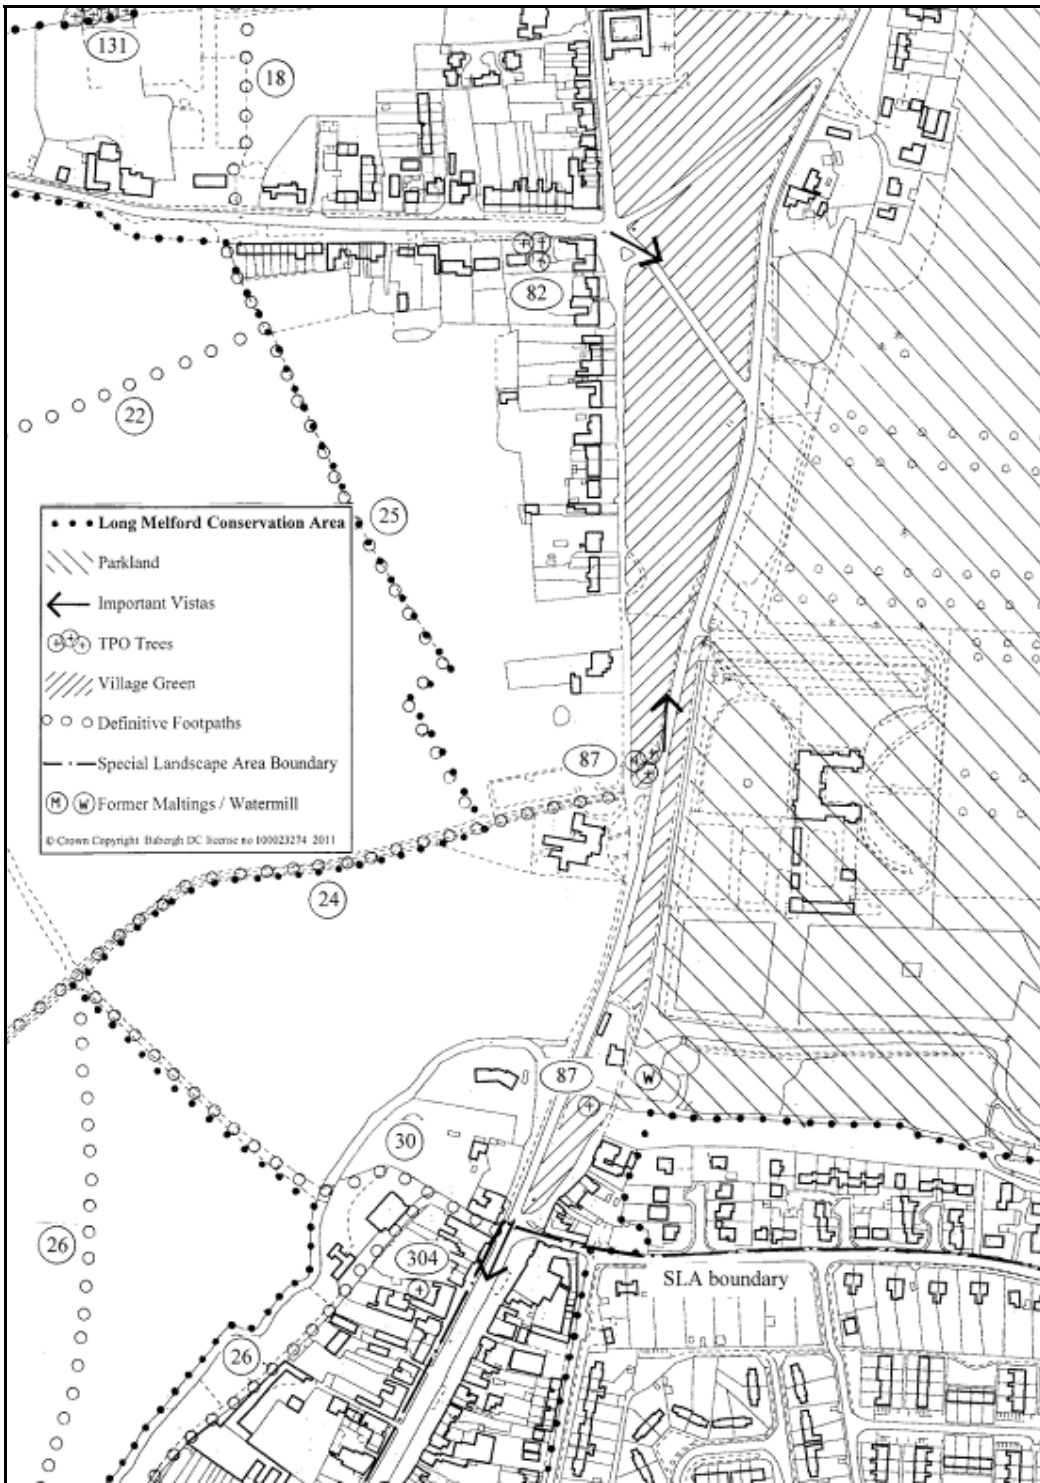 131
18
82
22
25
Long Melford Conservation Area
Parkland
Important Vistas
TPO Trees
Village Green
Definitive Footpaths
Special Landscape Area Boundary
M W Former Maltings / Watermill
© Crown Copyright Babergh DC license no 100023274 2011
87
24
87
W
30
26
304
SLA boundary
26